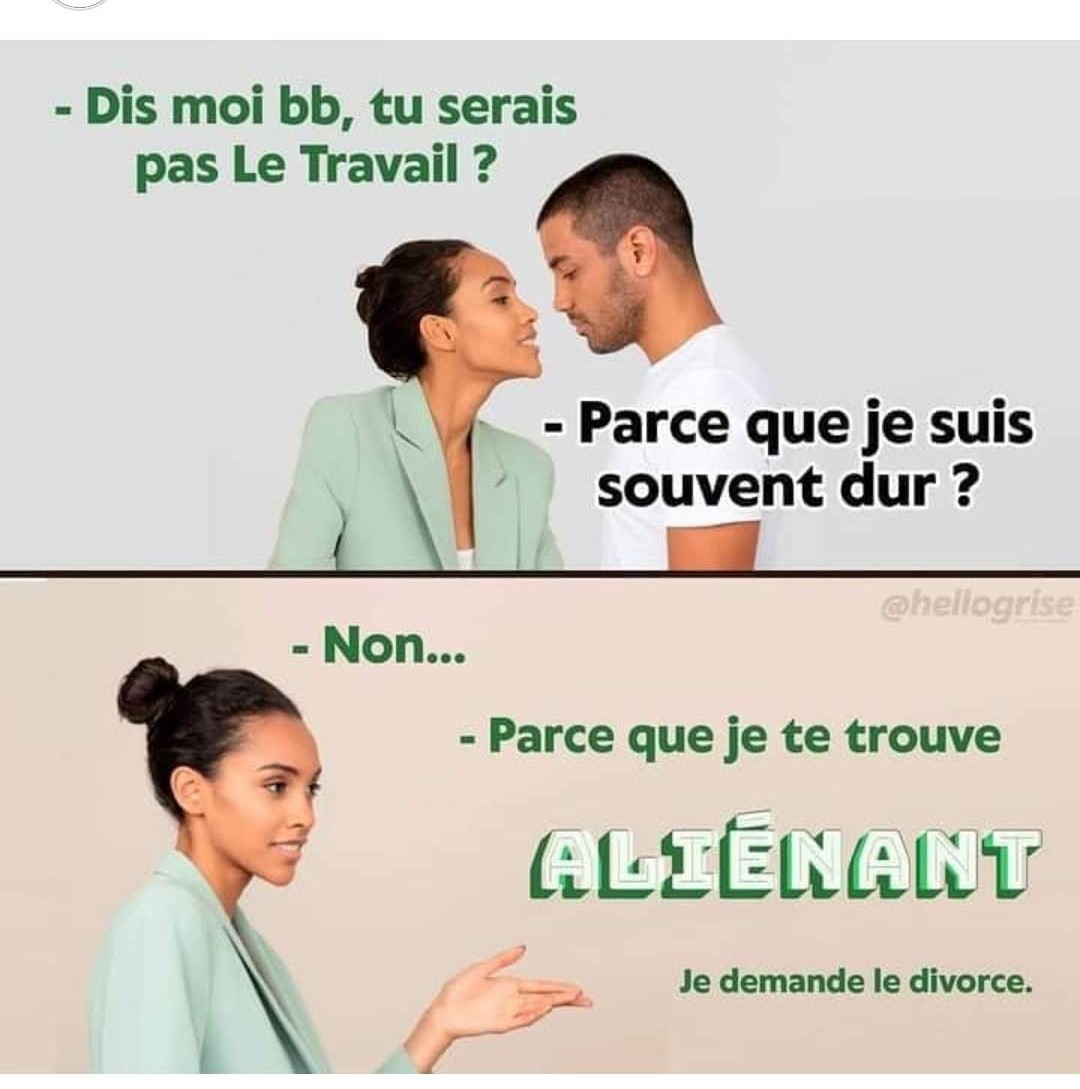 - Dis moi bb, tu serais
pas Le Travail ?
- Parce que je suis
souvent dur ?
@hellogrise
- Non...
- Parce que je te trouve
ALIÉNANT
Je demande le divorce.